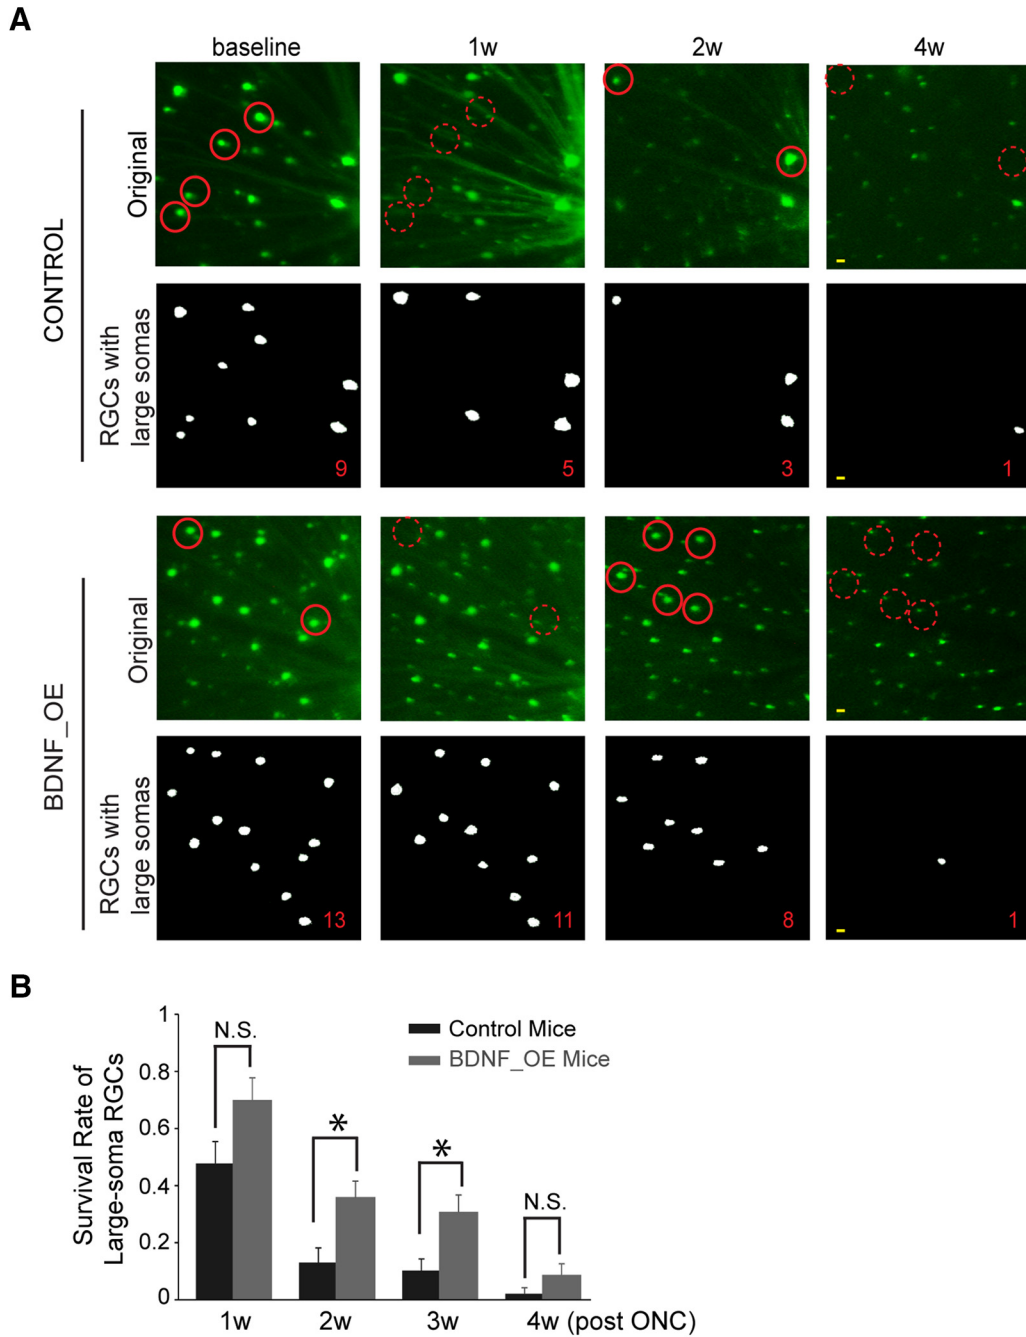 A
baseline 1w 2w 4w
CONTROL
Original
RGCs with
large somas
9 5 3 1
BDNF_OE
Original
RGCs with
large somas
13 11 8 1
B
Survival Rate of
Large-soma RGCs
1
0.8
0.6
0.4
0.2
0
N.S.
*
*
N.S.
Control Mice
BDNF_OE Mice
1w 2w 3w 4w (post ONC)